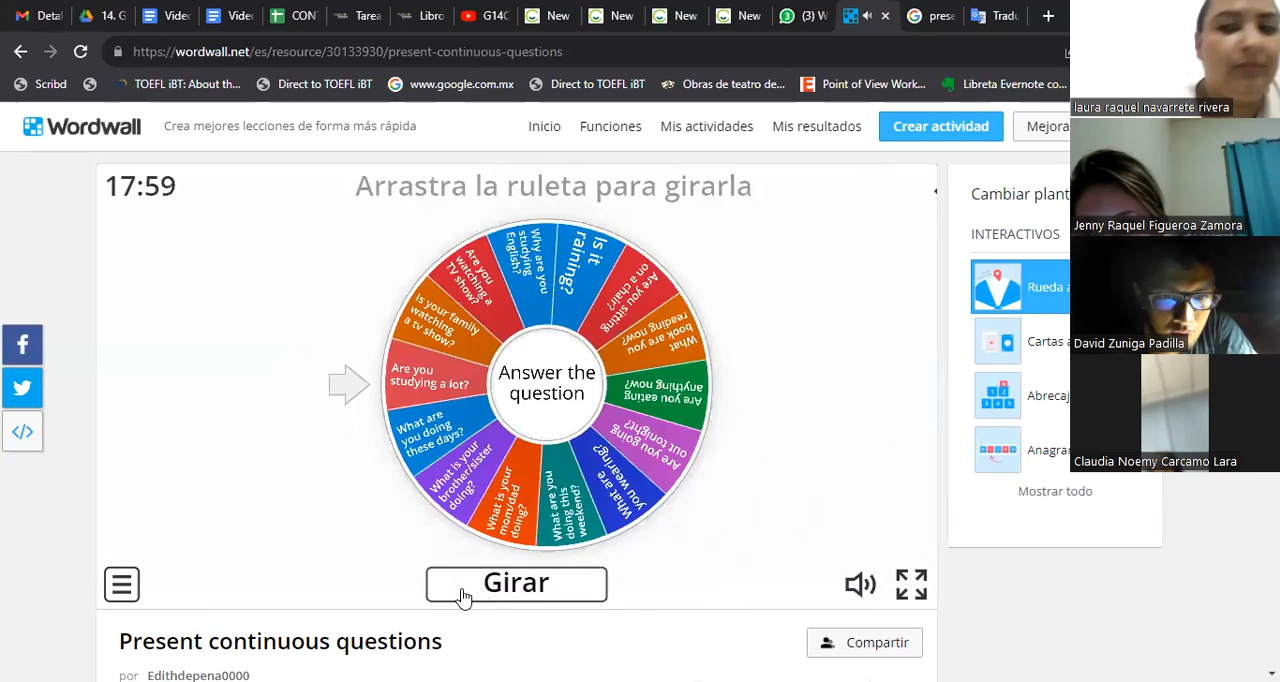 Detal
14. G
Video
Video
CON
Tarea
Libro
G14C
New
New
New
New
(3) W
prese
Tradu
https://wordwall.net/es/resource/30133930/present-continuous-questions
Scribd
TOEFL iBT: About th...
Direct to TOEFL iBT
www.google.com.mx
Direct to TOEFL iBT
Obras de teatro de...
Point of View Work...
Libreta Evernote co...
Wordwall
Crea mejores lecciones de forma más rápida
Inicio
Funciones
Mis actividades
Mis resultados
Crear actividad
Mejora
17:59
Arrastra la ruleta para girarla
Is it
raining?
Are you sitting
on a chair?
What
book are you
reading now?
Are you eating
anything now?
Are you going
out tonight?
What are
you wearing?
What are you
doing this
weekend?
What is your
mom/dad
doing?
What is your
brother/sister
doing?
What are
you doing
these days?
Are you
studying a lot?
Is your family
watching
a tv show?
Are you
watching a
TV show?
Why are you
studying
English?
Answer the
question
Girar
Present continuous questions
por Edithdepena0000
Compartir
Cambiar plant
INTERACTIVOS
Rueda a
Cartas a
Abrecaj
Anagra
Mostrar todo
laura raquel navarrete rivera
Jenny Raquel Figueroa Zamora
David Zuniga Padilla
Claudia Noemy Carcamo Lara